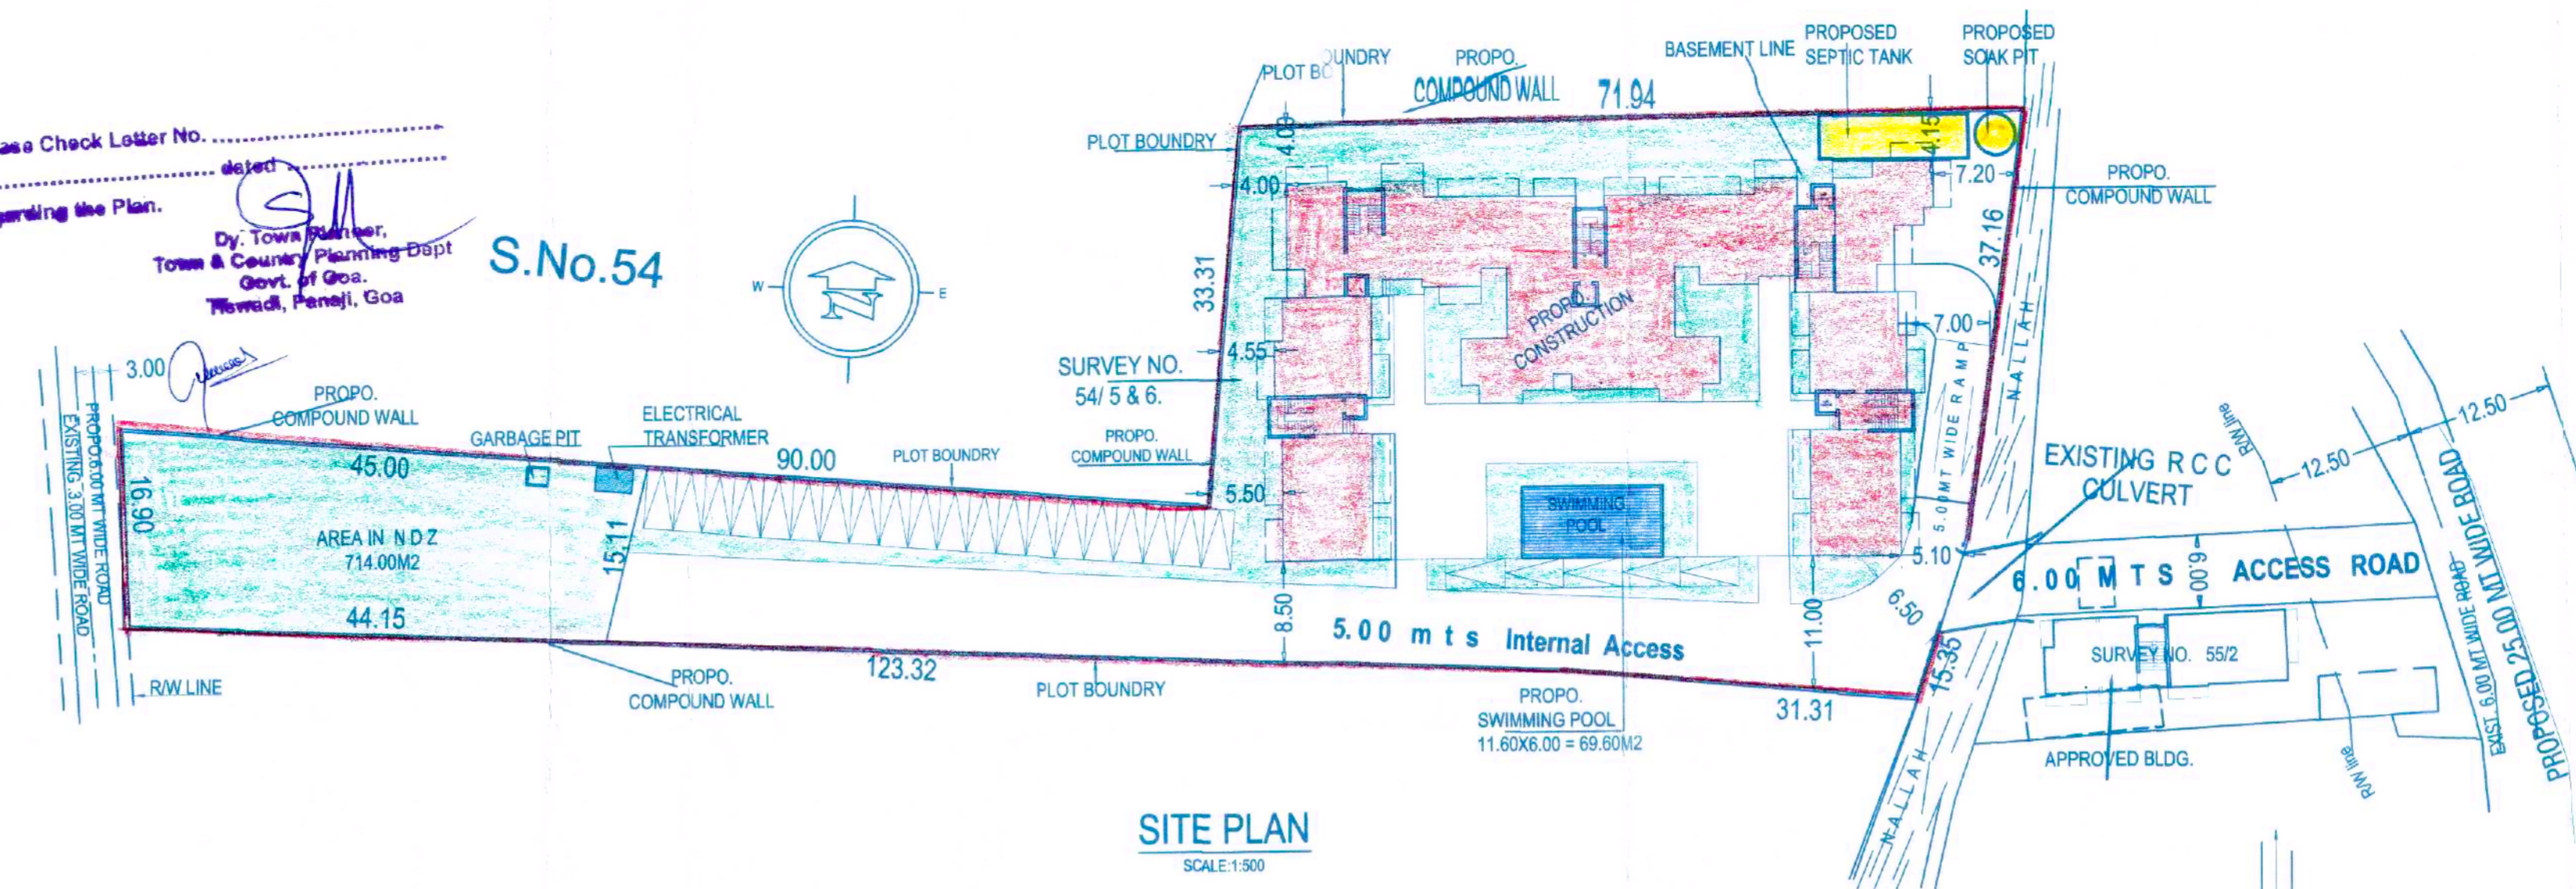 ase Check Letter No. ........................
........................ dated ........................
garding the Plan.
Dy. Town Planner,
Town & Country Planning Dept
Govt. of Goa.
Tiswadi, Panaji, Goa
S.No.54
W
N
E
PLOT BOUNDRY
PROPO.
COMPOUND WALL
71.94
BASEMENT LINE
PROPOSED
SEPTIC TANK
PROPOSED
SOAK PIT
PLOT BOUNDRY
4.00
4.00
4.15
7.20
PROPO.
COMPOUND WALL
37.16
33.31
PROPO.
CONSTRUCTION
7.00
4.55
SURVEY NO.
54/ 5 & 6.
PROPO.
COMPOUND WALL
5.50
5.0 MT WIDE RAMP
NALLAH
3.00
PROPO.
COMPOUND WALL
PROPO.6.00 MT WIDE ROAD
EXISTING 3.00 MT WIDE ROAD
16.90
45.00
GARBAGE PIT
ELECTRICAL
TRANSFORMER
90.00
PLOT BOUNDRY
AREA IN N D Z
714.00M2
15.11
44.15
R/W LINE
PROPO.
COMPOUND WALL
123.32
PLOT BOUNDRY
8.50
SWIMMING
POOL
5.00 mts Internal Access
11.00
5.10
6.50
15.35
PROPO.
SWIMMING POOL
11.60X6.00 = 69.60M2
31.31
NALLAH
EXISTING R C C
CULVERT
R/W line
12.50
12.50
6.00 M T S ACCESS ROAD
6.00
SURVEY NO. 55/2
APPROVED BLDG.
R/W line
EXIST. 6.00 MT WIDE ROAD
PROPOSED 25.00 MT WIDE ROAD
SITE PLAN
SCALE:1:500